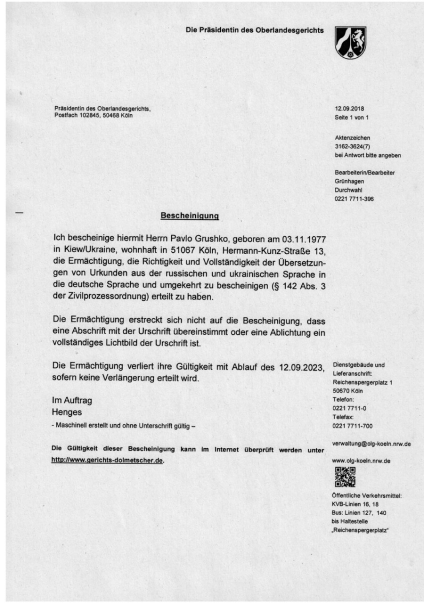 Die Präsidentin des Oberlandesgerichts
Präsidentin des Oberlandesgerichts,
Postfach 102845, 50468 Köln
12.09.2018
Seite 1 von 1
Aktenzeichen
3162-3624(7)
bei Antwort bitte angeben
Bearbeiterin/Bearbeiter
Grünhagen
Durchwahl
0221 7711-396
Bescheinigung
Ich bescheinige hiermit Herrn Pavlo Grushko, geboren am 03.11.1977
in Kiew/Ukraine, wohnhaft in 51067 Köln, Hermann-Kunz-Straße 13,
die Ermächtigung, die Richtigkeit und Vollständigkeit der Übersetzun-
gen von Urkunden aus der russischen und ukrainischen Sprache in
die deutsche Sprache und umgekehrt zu bescheinigen (§ 142 Abs. 3
der Zivilprozessordnung) erteilt zu haben.
Die Ermächtigung erstreckt sich nicht auf die Bescheinigung, dass
eine Abschrift mit der Urschrift übereinstimmt oder eine Ablichtung ein
vollständiges Lichtbild der Urschrift ist.
Die Ermächtigung verliert ihre Gültigkeit mit Ablauf des 12.09.2023,
sofern keine Verlängerung erteilt wird.
Im Auftrag
Henges
- Maschinell erstellt und ohne Unterschrift gültig –
Die Gültigkeit dieser Bescheinigung kann im Internet überprüft werden unter
http://www.gerichts-dolmetscher.de.
Dienstgebäude und
Lieferanschrift:
Reichenspergerplatz 1
50670 Köln
Telefon:
0221 7711-0
Telefax:
0221 7711-700
verwaltung@olg-koeln.nrw.de
www.olg-koeln.nrw.de
Öffentliche Verkehrsmittel:
KVB-Linien 16, 18
Bus: Linien 127, 140
bis Haltestelle
„Reichenspergerplatz"